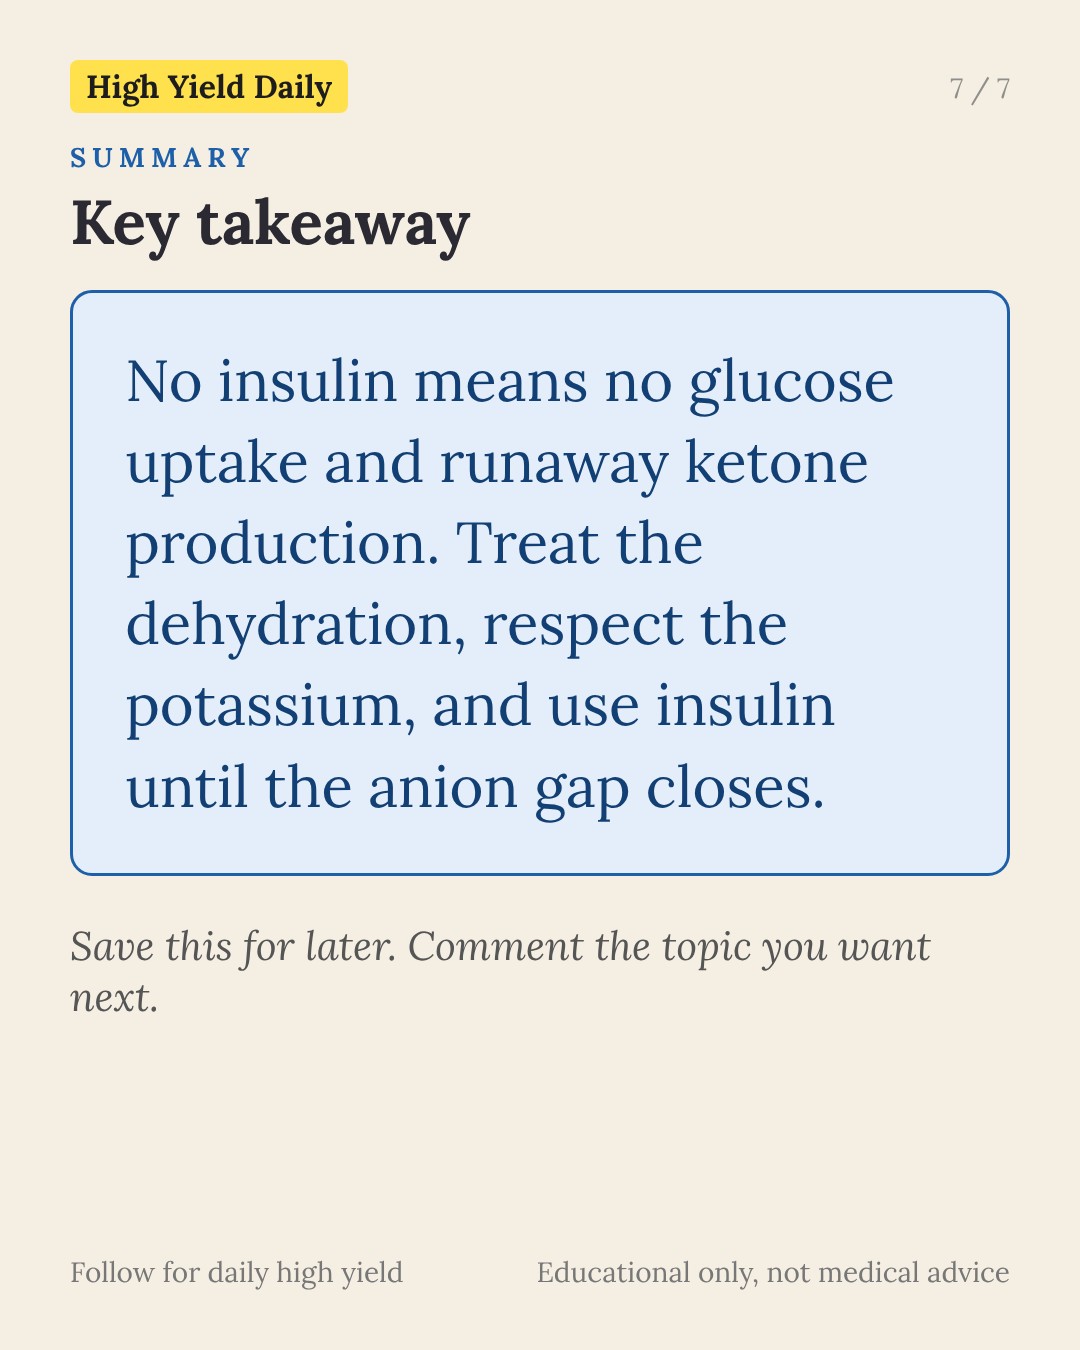 High Yield Daily
7 / 7
SUMMARY
Key takeaway
No insulin means no glucose
uptake and runaway ketone
production. Treat the
dehydration, respect the
potassium, and use insulin
until the anion gap closes.
Save this for later. Comment the topic you want
next.
Follow for daily high yield
Educational only, not medical advice